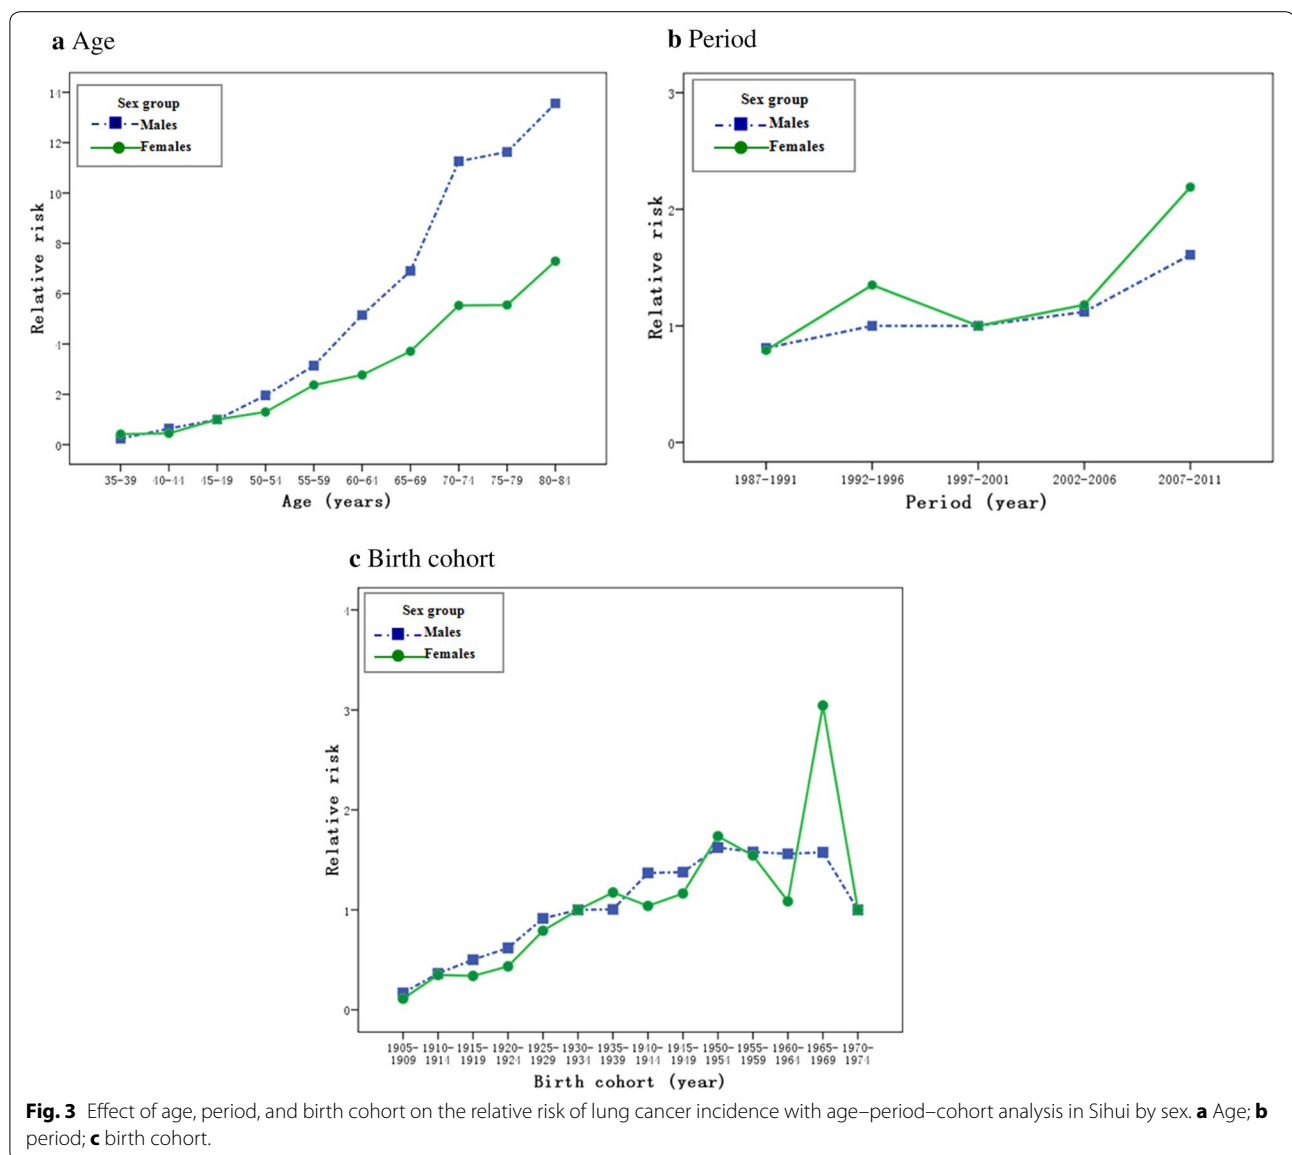 a Age
Sex group
Males
Females
14
12
10
8
6
4
2
0
Relative risk
35-39 40-44 45-49 50-54 55-59 60-64 65-69 70-74 75-79 80-84
Age (years)
b Period
Sex group
Males
Females
3
2
1
0
Relative risk
1987-1991 1992-1996 1997-2001 2002-2006 2007-2011
Period (year)
c Birth cohort
Sex group
Males
Females
4
3
2
1
0
Relative risk
1905- 1910- 1915- 1920- 1925- 1930- 1935- 1940- 1945- 1950- 1955- 1960- 1965- 1970-
1909 1914 1919 1924 1929 1934 1939 1944 1949 1954 1959 1964 1969 1974
Birth cohort (year)
Fig. 3 Effect of age, period, and birth cohort on the relative risk of lung cancer incidence with age–period–cohort analysis in Sihui by sex. a Age; b
period; c birth cohort.